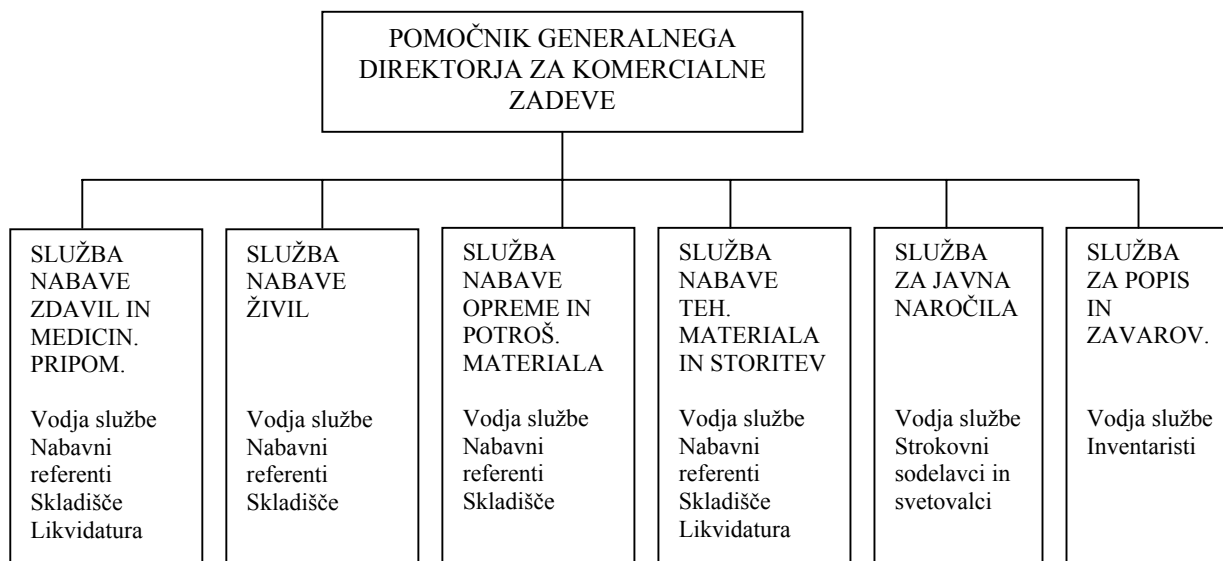 POMOČNIK GENERALNEGA
DIREKTORJA ZA KOMERCIALNE
ZADEVE
SLUŽBA
NABAVE
ZDAVIL IN
MEDICIN.
PRIPOM.
Vodja službe
Nabavni
referenti
Skladišče
Likvidatura
SLUŽBA
NABAVE
ŽIVIL
Vodja službe
Nabavni
referenti
Skladišče
SLUŽBA
NABAVE
OPREME IN
POTROŠ.
MATERIALA
Vodja službe
Nabavni
referenti
Skladišče
SLUŽBA
NABAVE
TEH.
MATERIALA
IN STORITEV
Vodja službe
Nabavni
referenti
Skladišče
Likvidatura
SLUŽBA
ZA JAVNA
NAROČILA
Vodja službe
Strokovni
sodelavci in
svetovalci
SLUŽBA
ZA POPIS
IN
ZAVAROV.
Vodja službe
Inventaristi